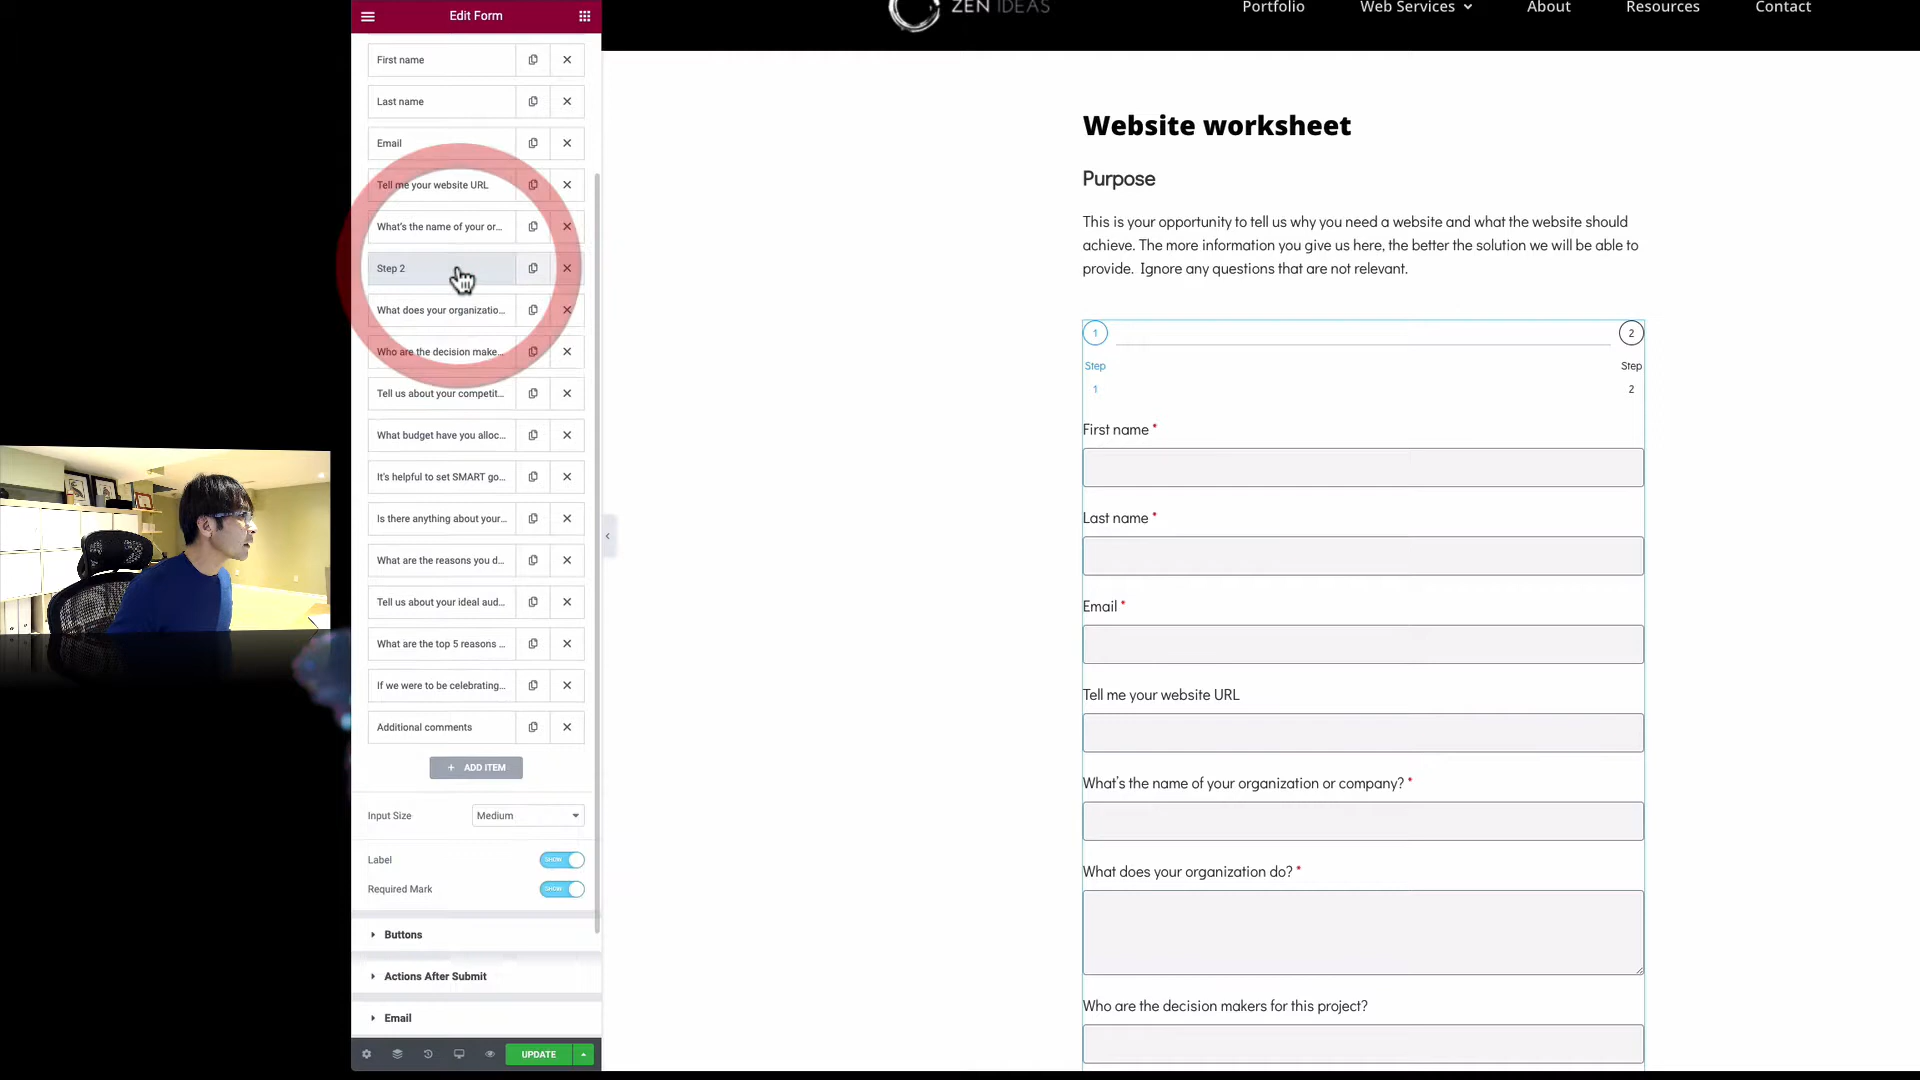 Edit Form
First name
Last name
Email
Tell me your website URL
What's the name of your or...
Step 2
What does your organizatio...
Who are the decision make...
Tell us about your competit...
What budget have you alloc...
It's helpful to set SMART go...
Is there anything about your...
What are the reasons you d...
Tell us about your ideal aud...
What are the top 5 reasons ...
If we were to be celebrating...
Additional comments
+ ADD ITEM
Input Size
Medium
Label
SHOW
Required Mark
SHOW
Buttons
Actions After Submit
Email
UPDATE
ZEN IDEAS
Portfolio
Web Services
About
Resources
Contact
Website worksheet
Purpose
This is your opportunity to tell us why you need a website and what the website should
achieve. The more information you give us here, the better the solution we will be able to
provide. Ignore any questions that are not relevant.
1
2
Step
Step
1
2
First name *
Last name *
Email *
Tell me your website URL
What's the name of your organization or company? *
What does your organization do? *
Who are the decision makers for this project?